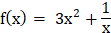 f(x) = 3x² + 1/x